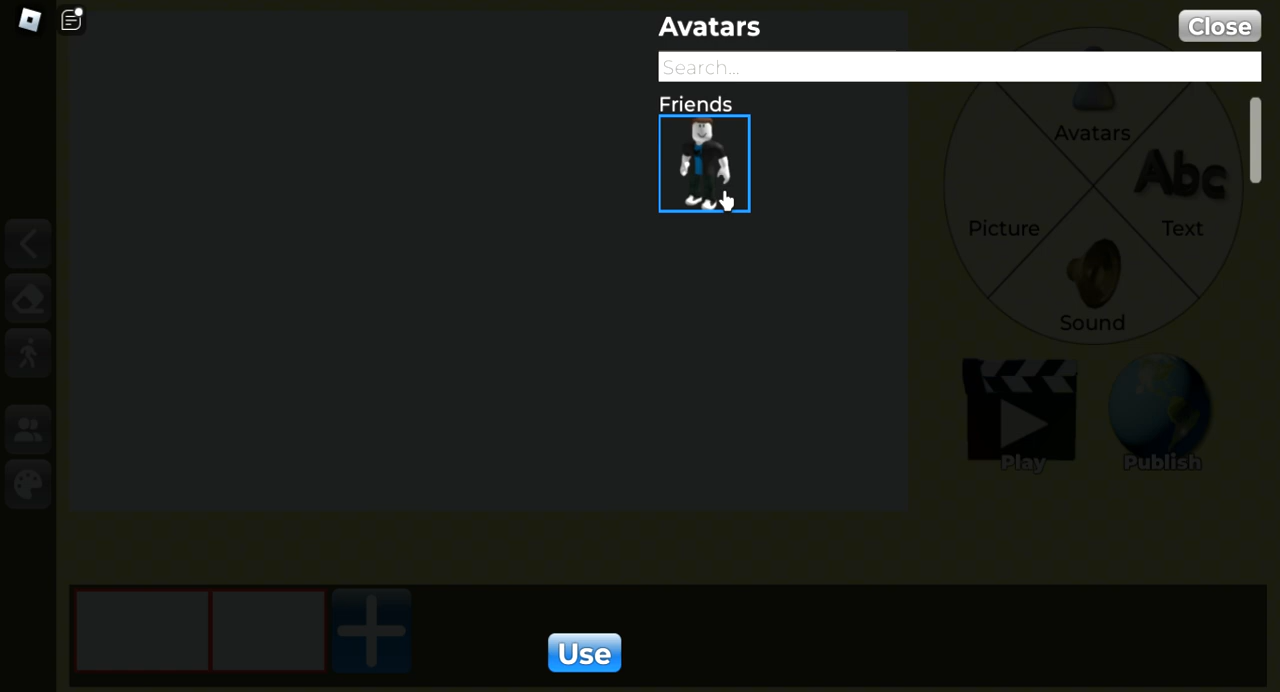 Avatars
Close
Search...
Friends
Avatars
Abc
Picture
Text
Sound
Play
Publish
Use